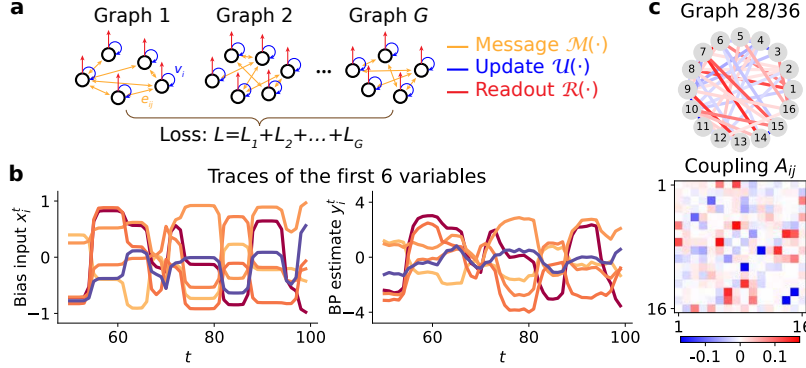 a
Graph 1 Graph 2 Graph G
...
v_i
e_ij
Message ℳ(·)
Update 𝒰(·)
Readout ℛ(·)
Loss: L=L_1+L_2+...+L_G
b
Traces of the first 6 variables
Bias input x_i^t
1
0
−1
60 80 100
t
BP estimate y_i^t
4
0
−4
60 80 100
t
c
Graph 28/36
1
2
3
4
5
6
7
8
9
10
11
12
13
14
15
16
Coupling A_ij
1
16
1 16
-0.1 0 0.1